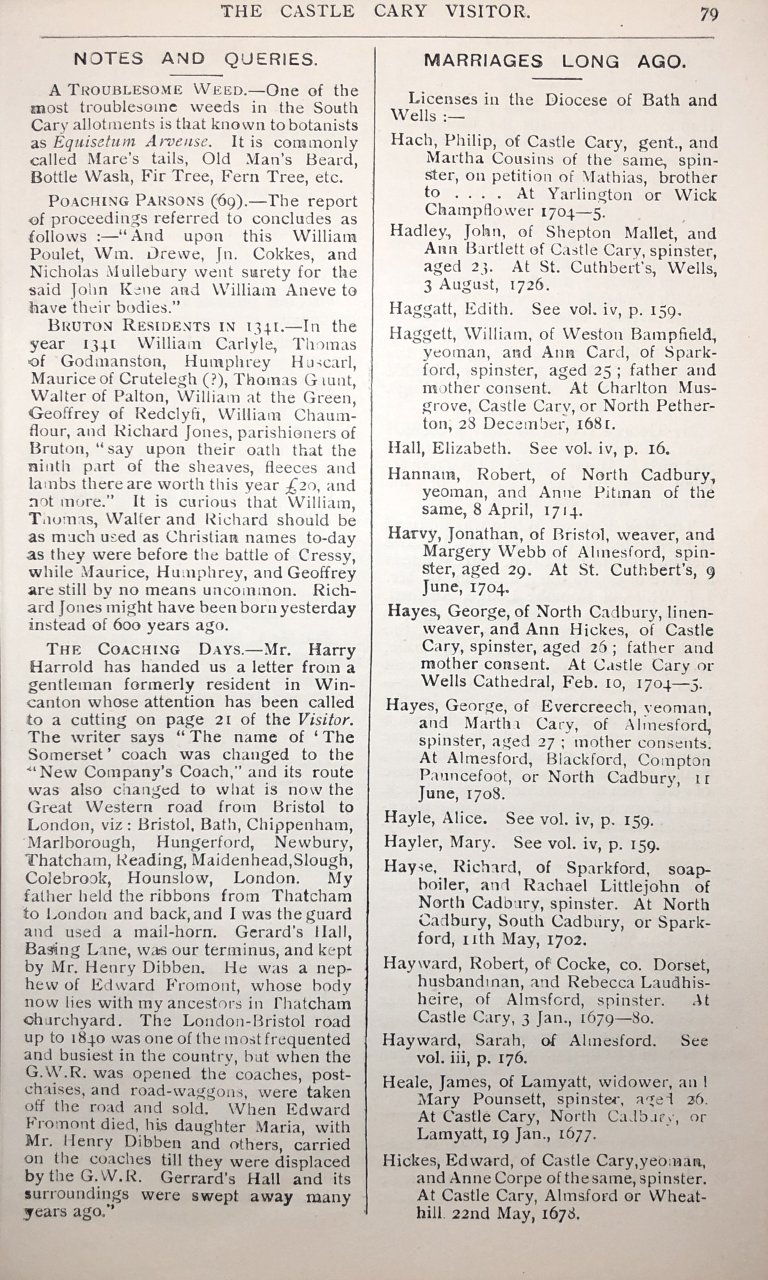 THE CASTLE CARY VISITOR. 79
NOTES AND QUERIES.
A TROUBLESOME WEED.—One of the
most troublesome weeds in the South
Cary allotments is that known to botanists
as Equisetum Arvense. It is commonly
called Mare's tails, Old Man's Beard,
Bottle Wash, Fir Tree, Fern Tree, etc.
POACHING PARSONS (69).—The report
of proceedings referred to concludes as
follows :—"And upon this William
Poulet, Wm. Drewe, Jn. Cokkes, and
Nicholas Mullebury went surety for the
said John Kene and William Aneve to
have their bodies."
BRUTON RESIDENTS IN 1341.—In the
year 1341 William Carlyle, Thomas
of Godmanston, Humphrey Huscarl,
Maurice of Crutelegh (?), Thomas Giunt,
Walter of Palton, William at the Green,
Geoffrey of Redclyft, William Chaum-
flour, and Richard Jones, parishioners of
Bruton, "say upon their oath that the
ninth part of the sheaves, fleeces and
lambs there are worth this year £20, and
not more." It is curious that William,
Thomas, Walter and Richard should be
as much used as Christian names to-day
as they were before the battle of Cressy,
while Maurice, Humphrey, and Geoffrey
are still by no means uncommon. Rich-
ard Jones might have been born yesterday
instead of 600 years ago.
THE COACHING DAYS.—Mr. Harry
Harrold has handed us a letter from a
gentleman formerly resident in Win-
canton whose attention has been called
to a cutting on page 21 of the Visitor.
The writer says "The name of 'The
Somerset' coach was changed to the
"New Company's Coach," and its route
was also changed to what is now the
Great Western road from Bristol to
London, viz : Bristol, Bath, Chippenham,
Marlborough, Hungerford, Newbury,
Thatcham, Reading, Maidenhead, Slough,
Colebrook, Hounslow, London. My
father held the ribbons from Thatcham
to London and back, and I was the guard
and used a mail-horn. Gerard's Hall,
Basing Lane, was our terminus, and kept
by Mr. Henry Dibben. He was a nep-
hew of Edward Fromont, whose body
now lies with my ancestors in Thatcham
churchyard. The London-Bristol road
up to 1840 was one of the most frequented
and busiest in the country, but when the
G.W.R. was opened the coaches, post-
chaises, and road-waggons, were taken
off the road and sold. When Edward
Fromont died, his daughter Maria, with
Mr. Henry Dibben and others, carried
on the coaches till they were displaced
by the G.W.R. Gerrard's Hall and its
surroundings were swept away many
years ago."
MARRIAGES LONG AGO.
Licenses in the Diocese of Bath and
Wells :—
Hach, Philip, of Castle Cary, gent., and
Martha Cousins of the same, spin-
ster, on petition of Mathias, brother
to . . . . At Yarlington or Wick
Champflower 1704—5.
Hadley, John, of Shepton Mallet, and
Ann Bartlett of Castle Cary, spinster,
aged 23. At St. Cuthbert's, Wells,
3 August, 1726.
Haggatt, Edith. See vol. iv, p. 159.
Haggett, William, of Weston Bampfield,
yeoman, and Ann Card, of Spark-
ford, spinster, aged 25 ; father and
mother consent. At Charlton Mus-
grove, Castle Cary, or North Pether-
ton, 28 December, 1681.
Hall, Elizabeth. See vol. iv, p. 16.
Hannam, Robert, of North Cadbury,
yeoman, and Anne Pitman of the
same, 8 April, 1714.
Harvy, Jonathan, of Bristol, weaver, and
Margery Webb of Almesford, spin-
ster, aged 29. At St. Cuthbert's, 9
June, 1704.
Hayes, George, of North Cadbury, linen-
weaver, and Ann Hickes, of Castle
Cary, spinster, aged 26 ; father and
mother consent. At Castle Cary or
Wells Cathedral, Feb. 10, 1704—5.
Hayes, George, of Evercreech, yeoman,
and Martha Cary, of Almesford,
spinster, aged 27 ; mother consents.
At Almesford, Blackford, Compton
Pauncefoot, or North Cadbury, 11
June, 1708.
Hayle, Alice. See vol. iv, p. 159.
Hayler, Mary. See vol. iv, p. 159.
Hayse, Richard, of Sparkford, soap-
boiler, and Rachael Littlejohn of
North Cadbury, spinster. At North
Cadbury, South Cadbury, or Spark-
ford, 11th May, 1702.
Hayward, Robert, of Cocke, co. Dorset,
husbandman, and Rebecca Laudhis-
heire, of Almsford, spinster. At
Castle Cary, 3 Jan., 1679—80.
Hayward, Sarah, of Almesford. See
vol. iii, p. 176.
Heale, James, of Lamyatt, widower, and
Mary Pounsett, spinster, aged 26.
At Castle Cary, North Cadbury, or
Lamyatt, 19 Jan., 1677.
Hickes, Edward, of Castle Cary, yeoman,
and Anne Corpe of the same, spinster.
At Castle Cary, Almsford or Wheat-
hill. 22nd May, 1678.